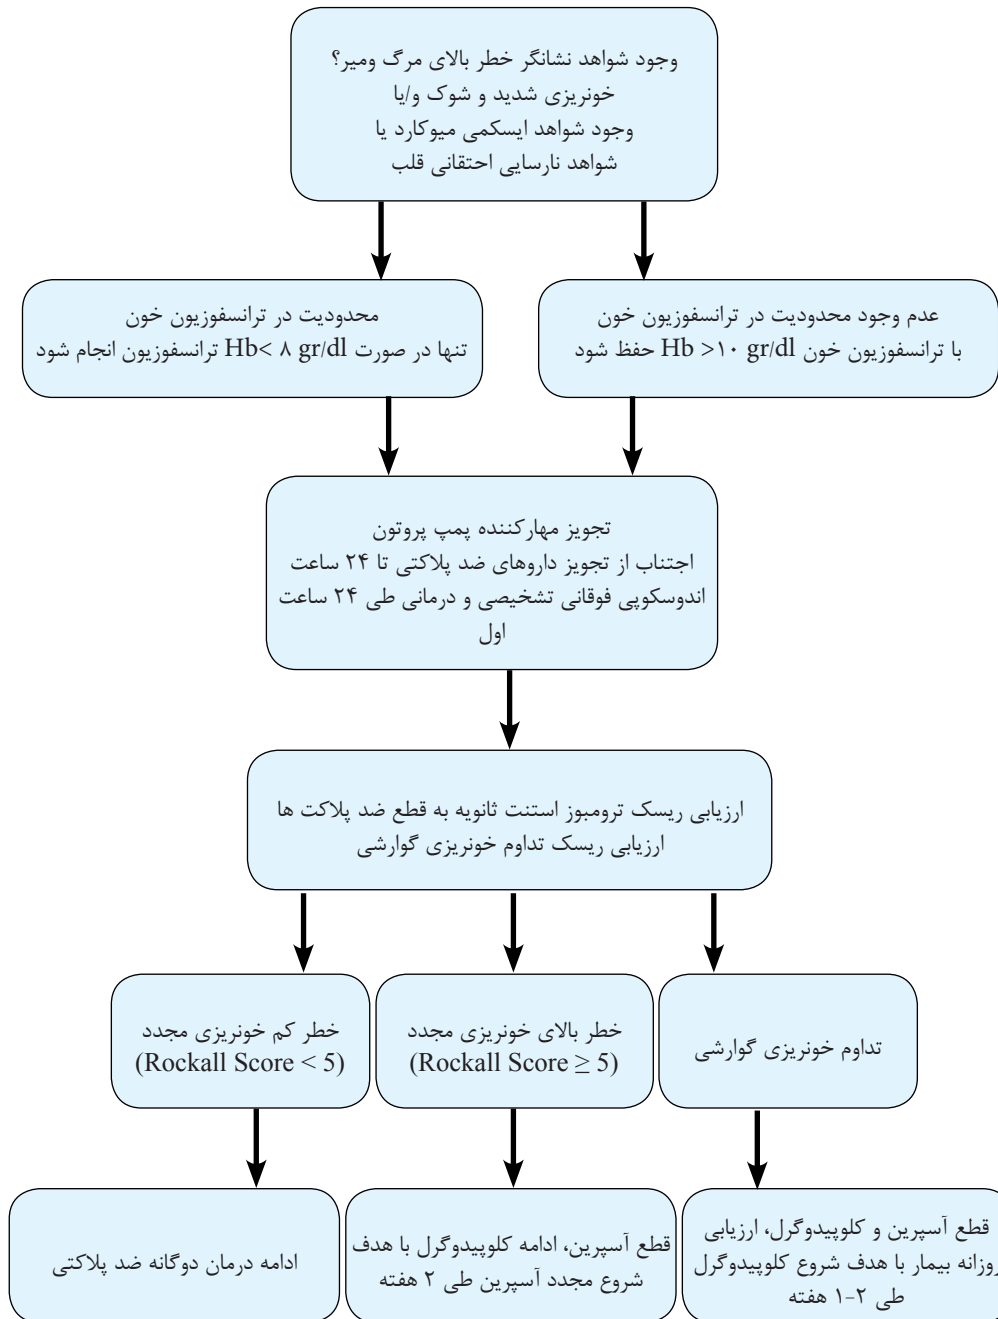 وجود شواهد نشانگر خطر بالای مرگ ومیر؟
خونریزی شدید و شوک و/یا
وجود شواهد ایسکمی میوکارد یا
شواهد نارسایی احتقانی قلب
عدم وجود محدودیت در ترانسفوزیون خون
با ترانسفوزیون خون Hb >۱۰ gr/dl حفظ شود
محدودیت در ترانسفوزیون خون
تنها در صورت Hb< ۸ gr/dl ترانسفوزیون انجام شود
تجویز مهارکننده پمپ پروتون
اجتناب از تجویز داروهای ضد پلاکتی تا ۲۴ ساعت
اندوسکوپی فوقانی تشخیصی و درمانی طی ۲۴ ساعت
اول
ارزیابی ریسک ترومبوز استنت ثانویه به قطع ضد پلاکت ها
ارزیابی ریسک تداوم خونریزی گوارشی
تداوم خونریزی گوارشی
خطر بالای خونریزی مجدد
(Rockall Score ≥ 5)
خطر کم خونریزی مجدد
(Rockall Score < 5)
قطع آسپرین و کلوپیدوگرل، ارزیابی
روزانه بیمار با هدف شروع کلوپیدوگرل
طی ۲-۱ هفته
قطع آسپرین، ادامه کلوپیدوگرل با هدف
شروع مجدد آسپرین طی ۲ هفته
ادامه درمان دوگانه ضد پلاکتی